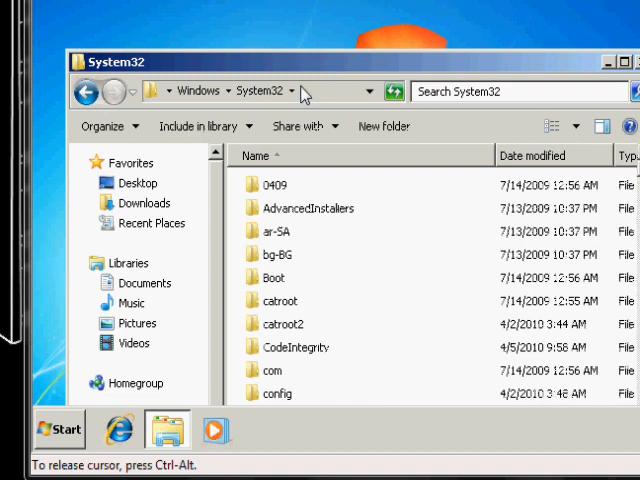 System32
Windows System32
Search System32
Organize Include in library Share with New folder
Favorites
Desktop
Downloads
Recent Places
Libraries
Documents
Music
Pictures
Videos
Homegroup
Name Date modified Typ
0409 7/14/2009 12:56 AM File
AdvancedInstallers 7/13/2009 10:37 PM File
ar-SA 7/13/2009 10:37 PM File
bg-BG 7/13/2009 10:37 PM File
Boot 7/14/2009 12:56 AM File
catroot 7/14/2009 12:55 AM File
catroot2 4/2/2010 3:44 AM File
CodeIntegrity 4/5/2010 9:58 AM File
com 7/14/2009 12:56 AM File
config 4/2/2010 3:48 AM File
Start
To release cursor, press Ctrl-Alt.